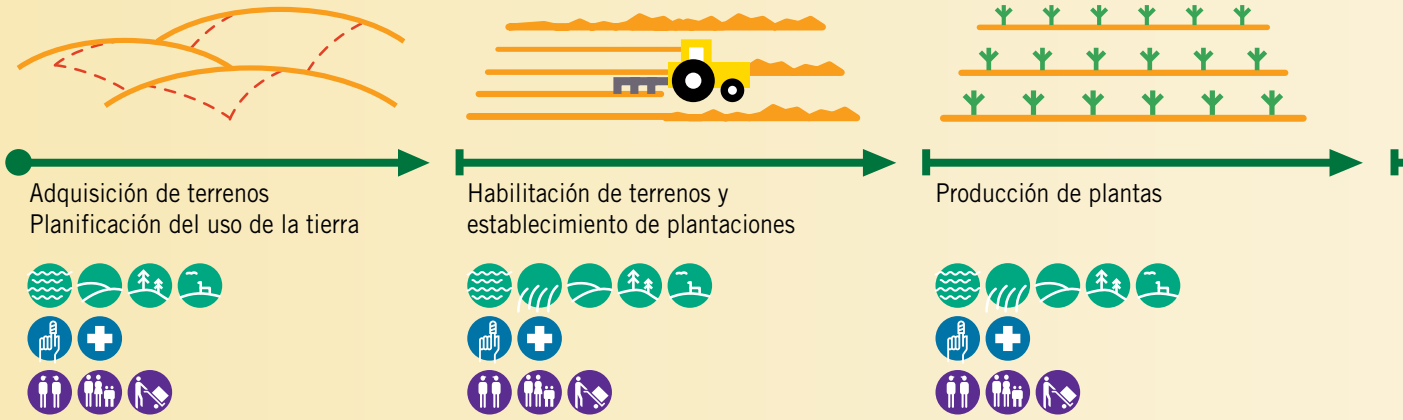 Adquisición de terrenos
Planificación del uso de la tierra
Habilitación de terrenos y
establecimiento de plantaciones
Producción de plantas